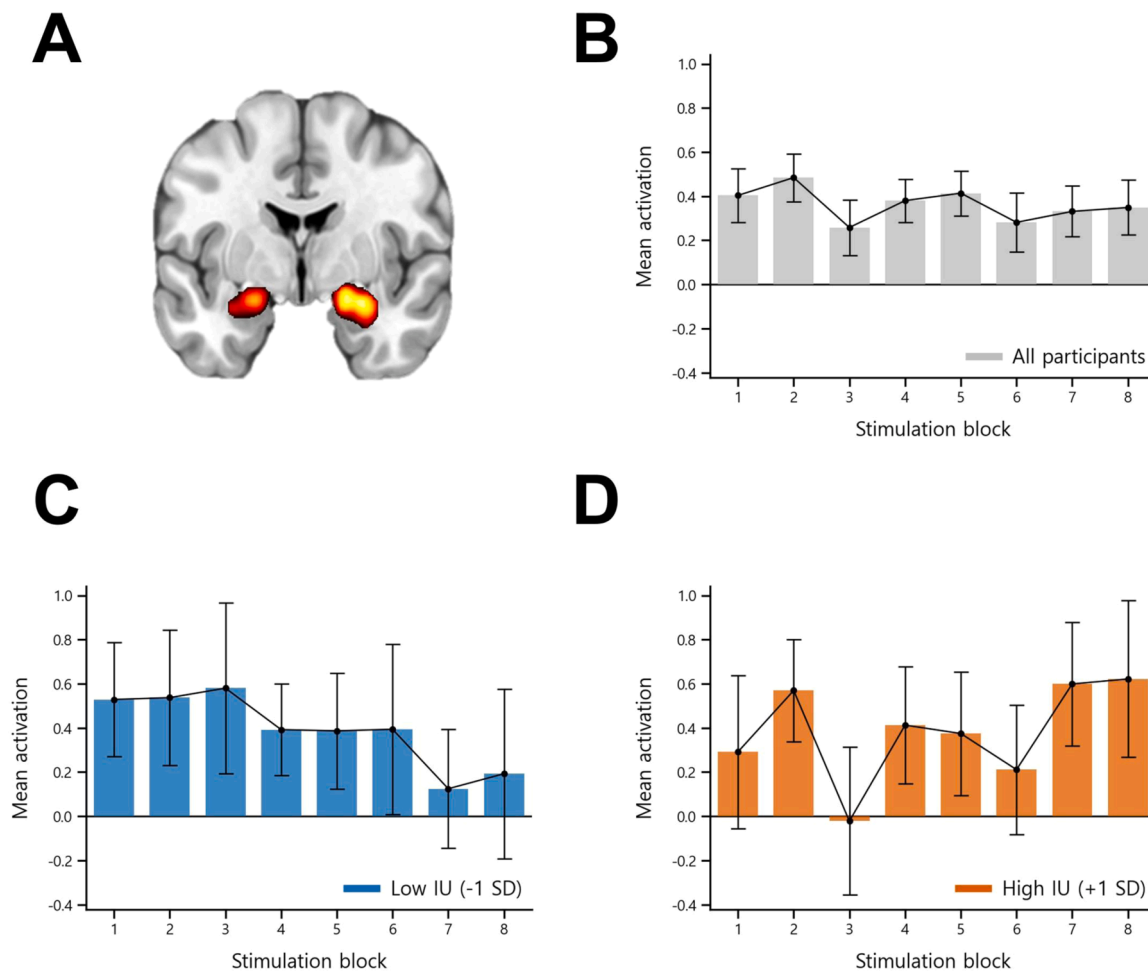 A
B
1.0
0.8
0.6
0.4
0.2
0.0
-0.2
-0.4
Mean activation
All participants
1 2 3 4 5 6 7 8
Stimulation block
C
1.0
0.8
0.6
0.4
0.2
0.0
-0.2
-0.4
Mean activation
Low IU (-1 SD)
1 2 3 4 5 6 7 8
Stimulation block
D
1.0
0.8
0.6
0.4
0.2
0.0
-0.2
-0.4
Mean activation
High IU (+1 SD)
1 2 3 4 5 6 7 8
Stimulation block